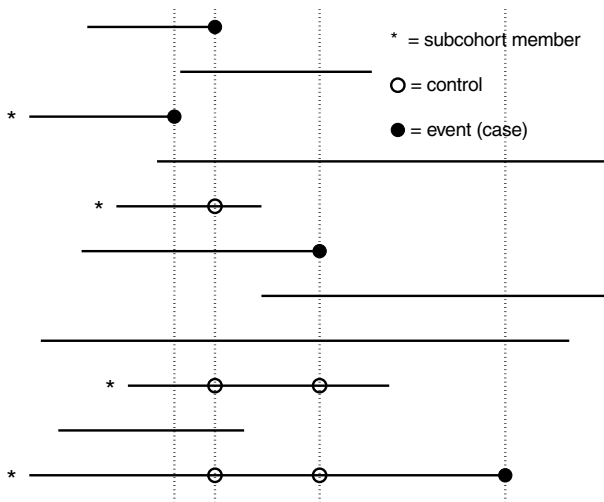 * = subcohort member
= control
= event (case)
*
*
*
*